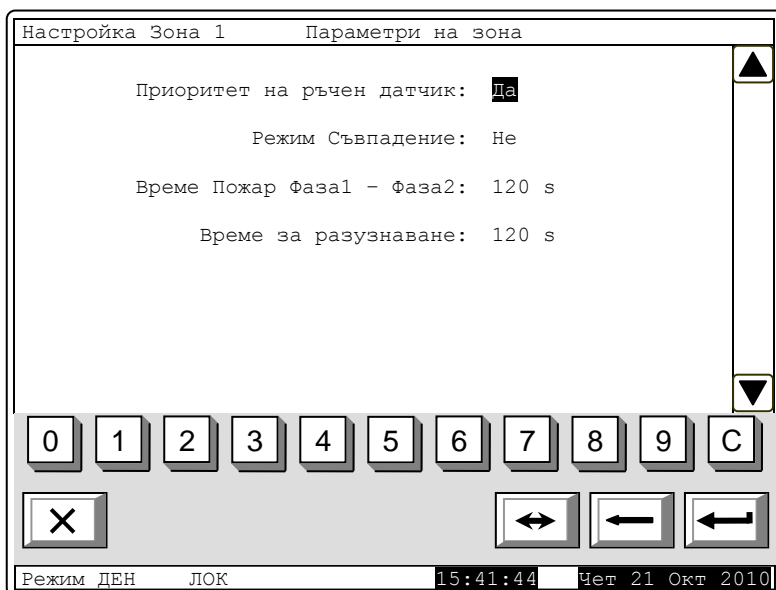 Настройка Зона 1 Параметри на зона
Приоритет на ръчен датчик: Да
Режим Съвпадение: Не
Време Пожар Фаза1 – Фаза2: 120 s
Време за разузнаване: 120 s
0 1 2 3 4 5 6 7 8 9 C
Режим ДЕН ЛОК 15:41:44 Чет 21 Окт 2010